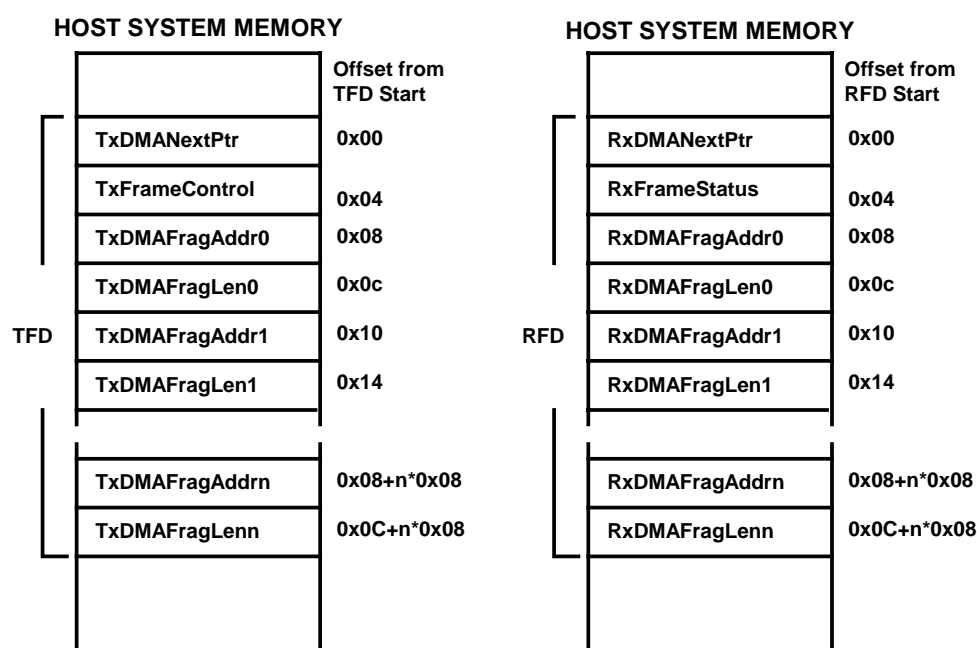 HOST SYSTEM MEMORY
Offset from
TFD Start
TxDMANextPtr 0x00
TxFrameControl 0x04
TxDMAFragAddr0 0x08
TxDMAFragLen0 0x0c
TFD TxDMAFragAddr1 0x10
TxDMAFragLen1 0x14
TxDMAFragAddrn 0x08+n*0x08
TxDMAFragLenn 0x0C+n*0x08
HOST SYSTEM MEMORY
Offset from
RFD Start
RxDMANextPtr 0x00
RxFrameStatus 0x04
RxDMAFragAddr0 0x08
RxDMAFragLen0 0x0c
RFD RxDMAFragAddr1 0x10
RxDMAFragLen1 0x14
RxDMAFragAddrn 0x08+n*0x08
RxDMAFragLenn 0x0C+n*0x08